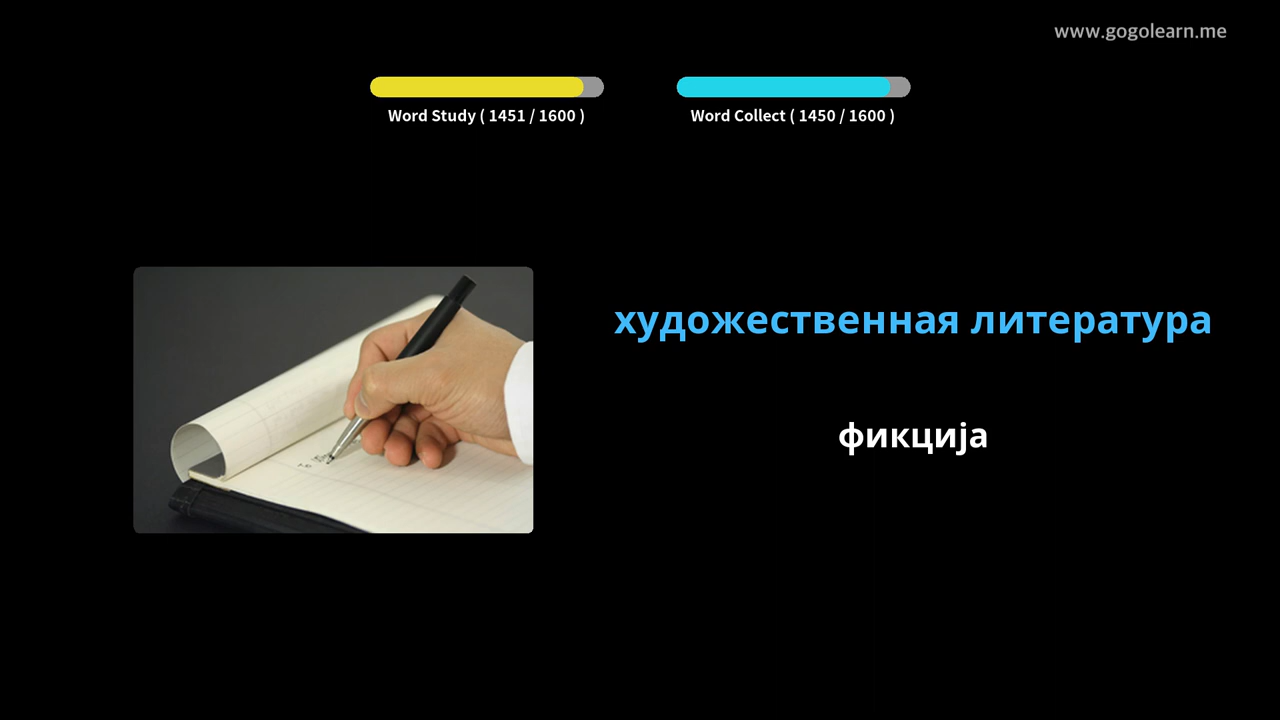 www.gogolearn.me
Word Study ( 1451 / 1600 )
Word Collect ( 1450 / 1600 )
художественная литература
фикција